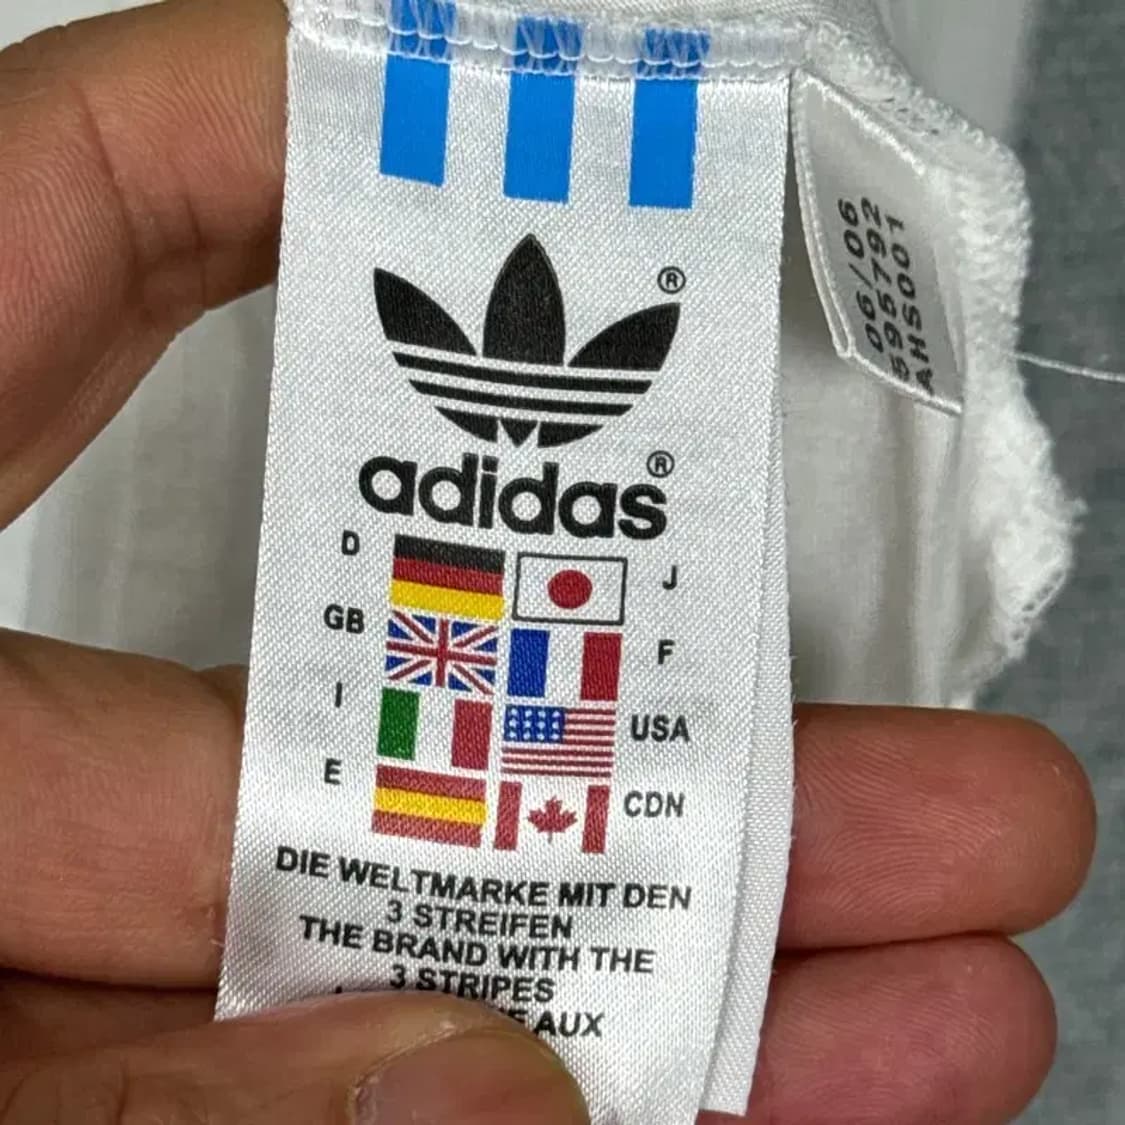 ®
adidas®
D
J
GB
F
I
USA
E
CDN
DIE WELTMARKE MIT DEN
3 STREIFEN
THE BRAND WITH THE
3 STRIPES
AUX
06/06
595792
AHS001